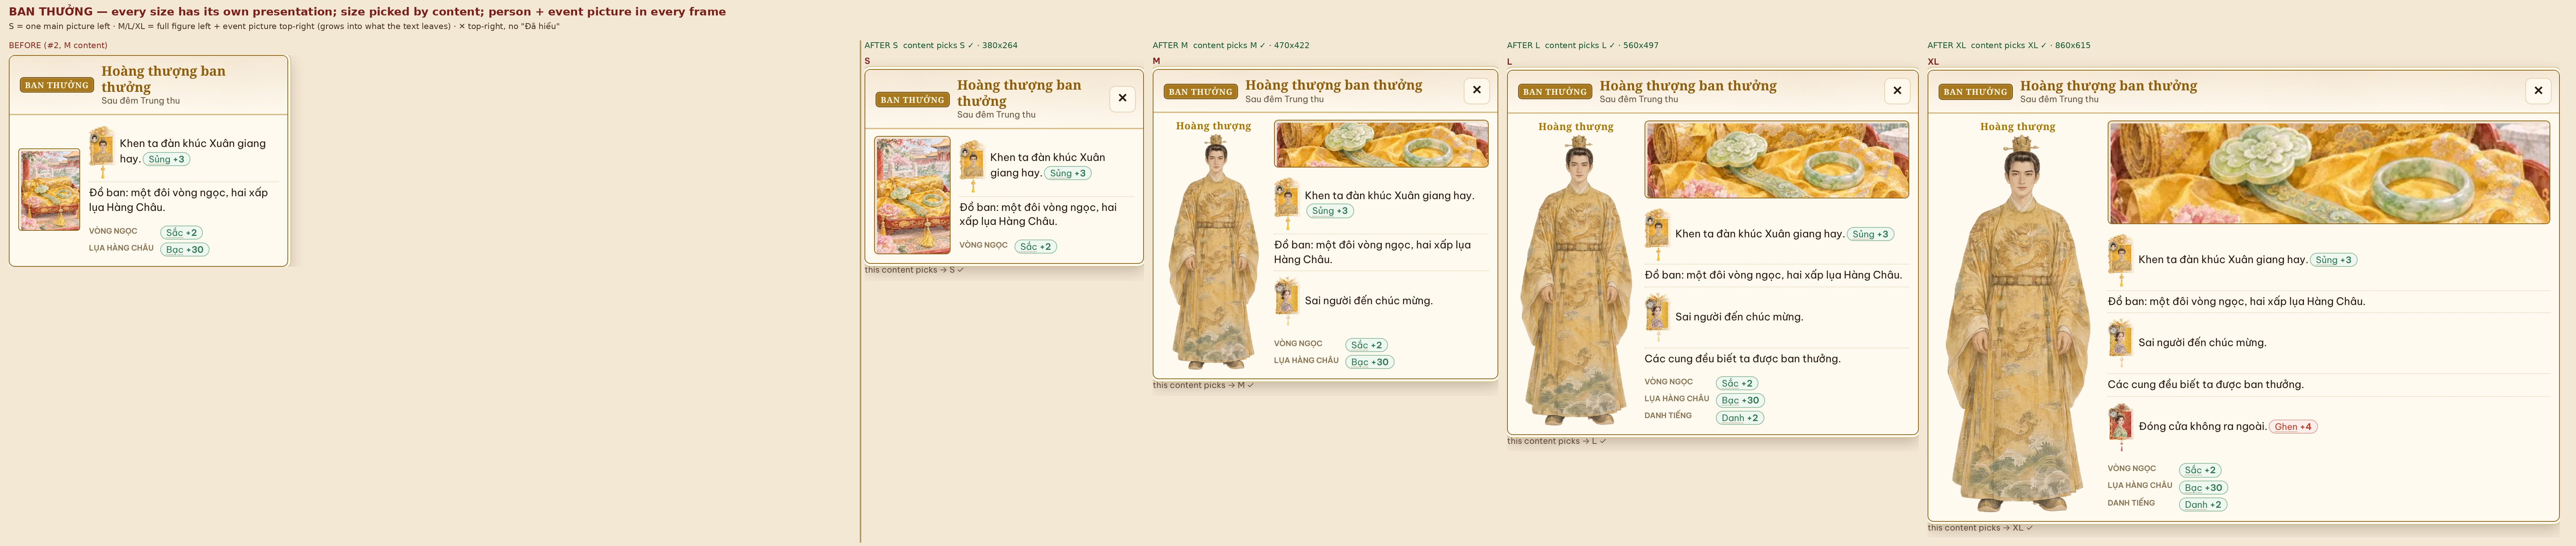 BAN THƯỞNG — every size has its own presentation; size picked by content; person + event picture in every frame
S = one main picture left · M/L/XL = full figure left + event picture top-right (grows into what the text leaves) · ✕ top-right, no "Đã hiểu"
BEFORE (#2, M content)
BAN THƯỞNG
Hoàng thượng ban
thưởng
Sau đêm Trung thu
Khen ta đàn khúc Xuân giang
hay. Sủng +3
Đồ ban: một đôi vòng ngọc, hai xấp
lụa Hàng Châu.
VÒNG NGỌC Sắc +2
LỤA HÀNG CHÂU Bạc +30
AFTER S content picks S ✓ · 380x264
S
BAN THƯỞNG
Hoàng thượng ban
thưởng
Sau đêm Trung thu
✕
Khen ta đàn khúc Xuân
giang hay. Sủng +3
Đồ ban: một đôi vòng ngọc, hai
xấp lụa Hàng Châu.
VÒNG NGỌC Sắc +2
this content picks → S ✓
AFTER M content picks M ✓ · 470x422
M
BAN THƯỞNG
Hoàng thượng ban thưởng
Sau đêm Trung thu
✕
Hoàng thượng
Khen ta đàn khúc Xuân giang hay.
Sủng +3
Đồ ban: một đôi vòng ngọc, hai xấp lụa
Hàng Châu.
Sai người đến chúc mừng.
VÒNG NGỌC Sắc +2
LỤA HÀNG CHÂU Bạc +30
this content picks → M ✓
AFTER L content picks L ✓ · 560x497
L
BAN THƯỞNG
Hoàng thượng ban thưởng
Sau đêm Trung thu
✕
Hoàng thượng
Khen ta đàn khúc Xuân giang hay. Sủng +3
Đồ ban: một đôi vòng ngọc, hai xấp lụa Hàng Châu.
Sai người đến chúc mừng.
Các cung đều biết ta được ban thưởng.
VÒNG NGỌC Sắc +2
LỤA HÀNG CHÂU Bạc +30
DANH TIẾNG Danh +2
this content picks → L ✓
AFTER XL content picks XL ✓ · 860x615
XL
BAN THƯỞNG
Hoàng thượng ban thưởng
Sau đêm Trung thu
✕
Hoàng thượng
Khen ta đàn khúc Xuân giang hay. Sủng +3
Đồ ban: một đôi vòng ngọc, hai xấp lụa Hàng Châu.
Sai người đến chúc mừng.
Các cung đều biết ta được ban thưởng.
Đóng cửa không ra ngoài. Ghen +4
VÒNG NGỌC Sắc +2
LỤA HÀNG CHÂU Bạc +30
DANH TIẾNG Danh +2
this content picks → XL ✓